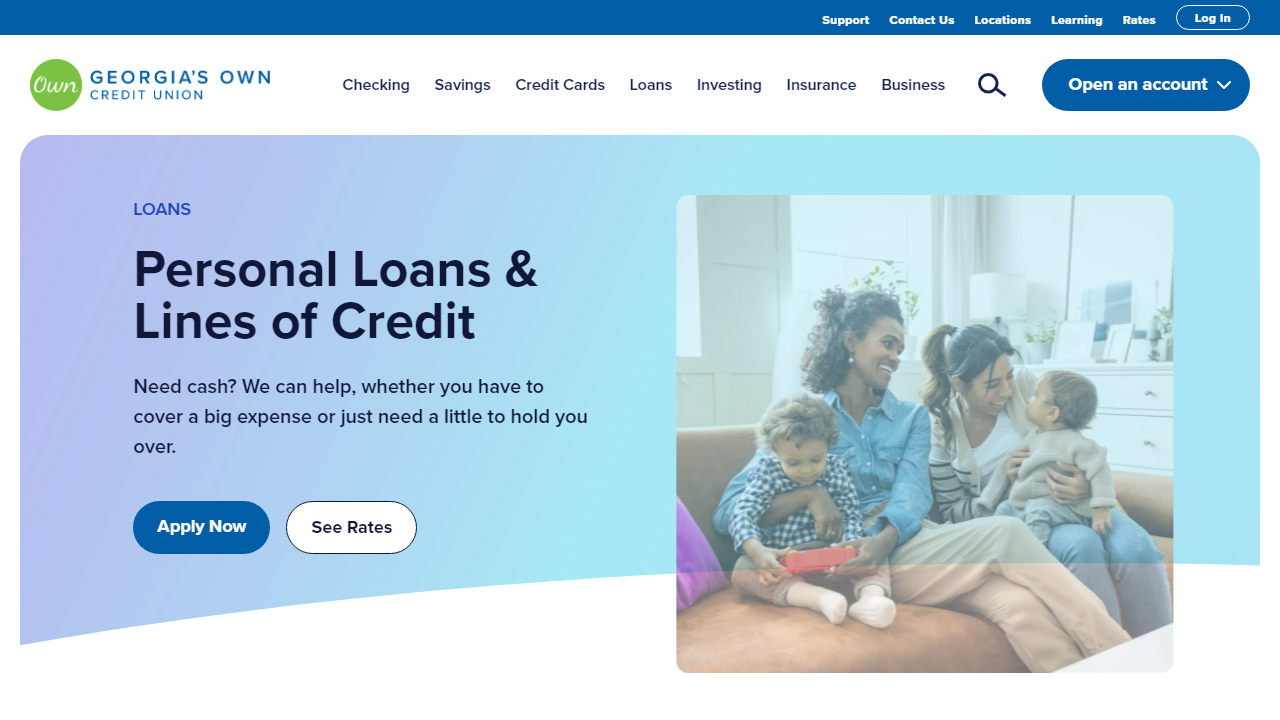 Support Contact Us Locations Learning Rates Log In
Own GEORGIA'S OWN
CREDIT UNION
Checking Savings Credit Cards Loans Investing Insurance Business Open an account
LOANS
Personal Loans &
Lines of Credit
Need cash? We can help, whether you have to
cover a big expense or just need a little to hold you
over.
Apply Now See Rates